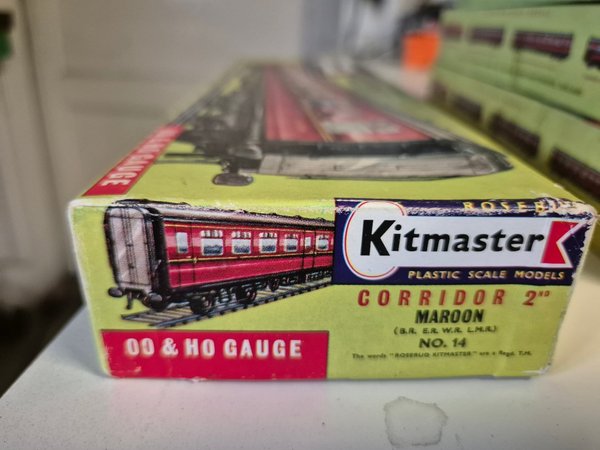 ROSEBUD
Kitmaster
PLASTIC SCALE MODELS
CORRIDOR 2ND
MAROON
(B.R. E.R. W.R. L.M.R.)
NO. 14
The words "ROSEBUD KITMASTER" are a Regd. T.M.
OO & HO GAUGE
GAUGE